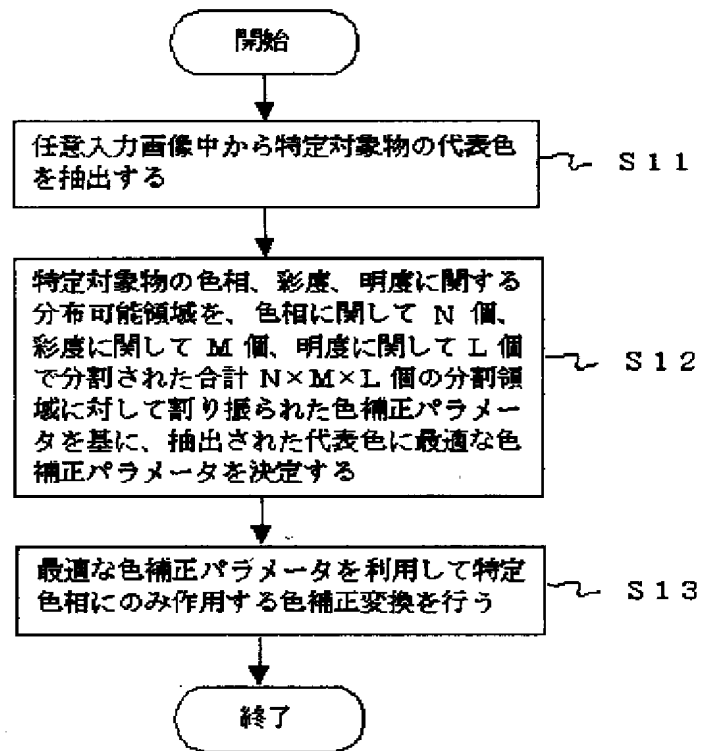 開始
任意入力画像中から特定対象物の代表色
を抽出する
S11
特定対象物の色相、彩度、明度に関する
分布可能領域を、色相に関して N 個、
彩度に関して M 個、明度に関して L 個
で分割された合計 N×M×L 個の分割領
域に対して割り振られた色補正パラメー
タを基に、抽出された代表色に最適な色
補正パラメータを決定する
S12
最適な色補正パラメータを利用して特定
色相にのみ作用する色補正変換を行う
S13
終了